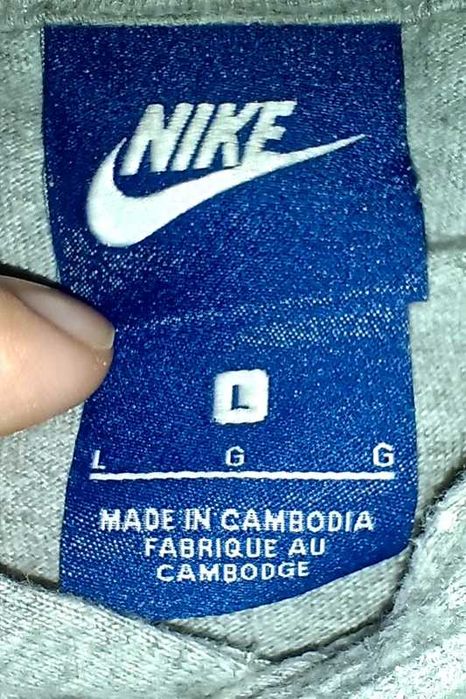 NIKE
L
L G G
MADE IN CAMBODIA
FABRIQUE AU
CAMBODGE